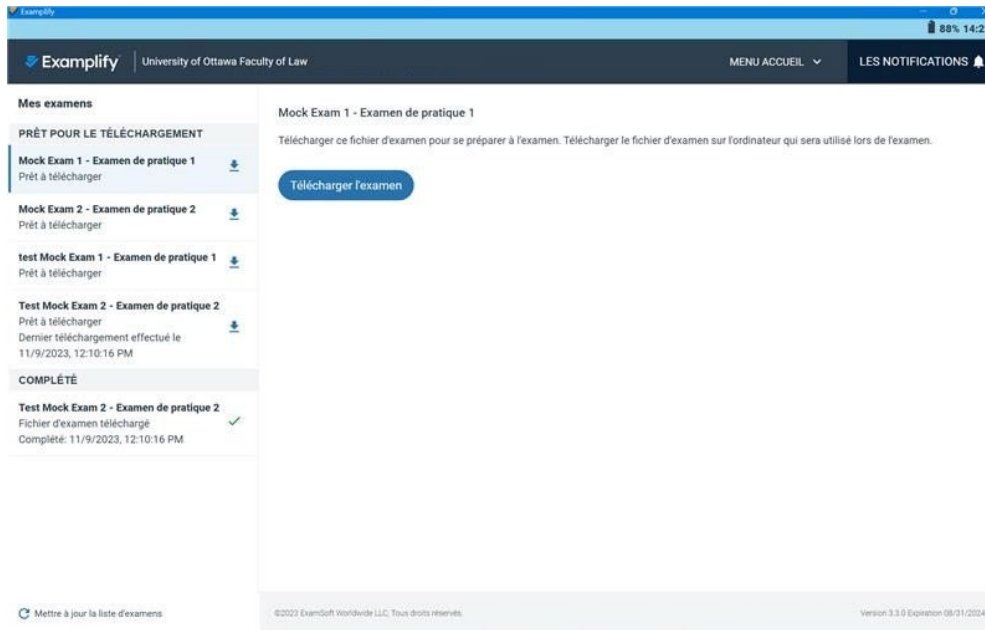 Examplify
88% 14:2
Examplify University of Ottawa Faculty of Law MENU ACCUEIL LES NOTIFICATIONS
Mes examens
PRÊT POUR LE TÉLÉCHARGEMENT
Mock Exam 1 - Examen de pratique 1
Prêt à télécharger
Mock Exam 2 - Examen de pratique 2
Prêt à télécharger
test Mock Exam 1 - Examen de pratique 1
Prêt à télécharger
Test Mock Exam 2 - Examen de pratique 2
Prêt à télécharger
Dernier téléchargement effectué le
11/9/2023, 12:10:16 PM
COMPLÉTÉ
Test Mock Exam 2 - Examen de pratique 2
Fichier d'examen téléchargé
Complété: 11/9/2023, 12:10:16 PM
Mettre à jour la liste d'examens
Mock Exam 1 - Examen de pratique 1
Télécharger ce fichier d'examen pour se préparer à l'examen. Télécharger le fichier d'examen sur l'ordinateur qui sera utilisé lors de l'examen.
Télécharger l'examen
©2023 ExamSoft Worldwide LLC, Tous droits réservés.
Version 3.3.0 Expiration 08/31/2024